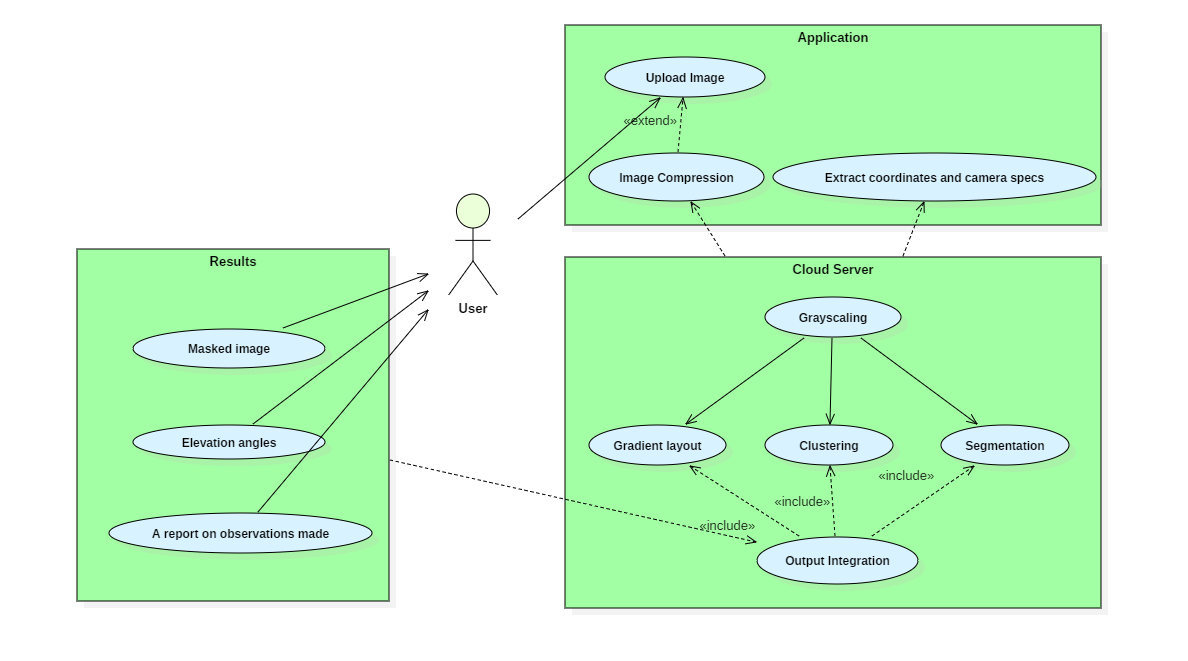 Application
Upload Image
«extend»
Image Compression
Extract coordinates and camera specs
User
Results
Masked image
Elevation angles
A report on observations made
Cloud Server
Grayscaling
Gradient layout
Clustering
Segmentation
«include»
«include»
«include»
Output Integration